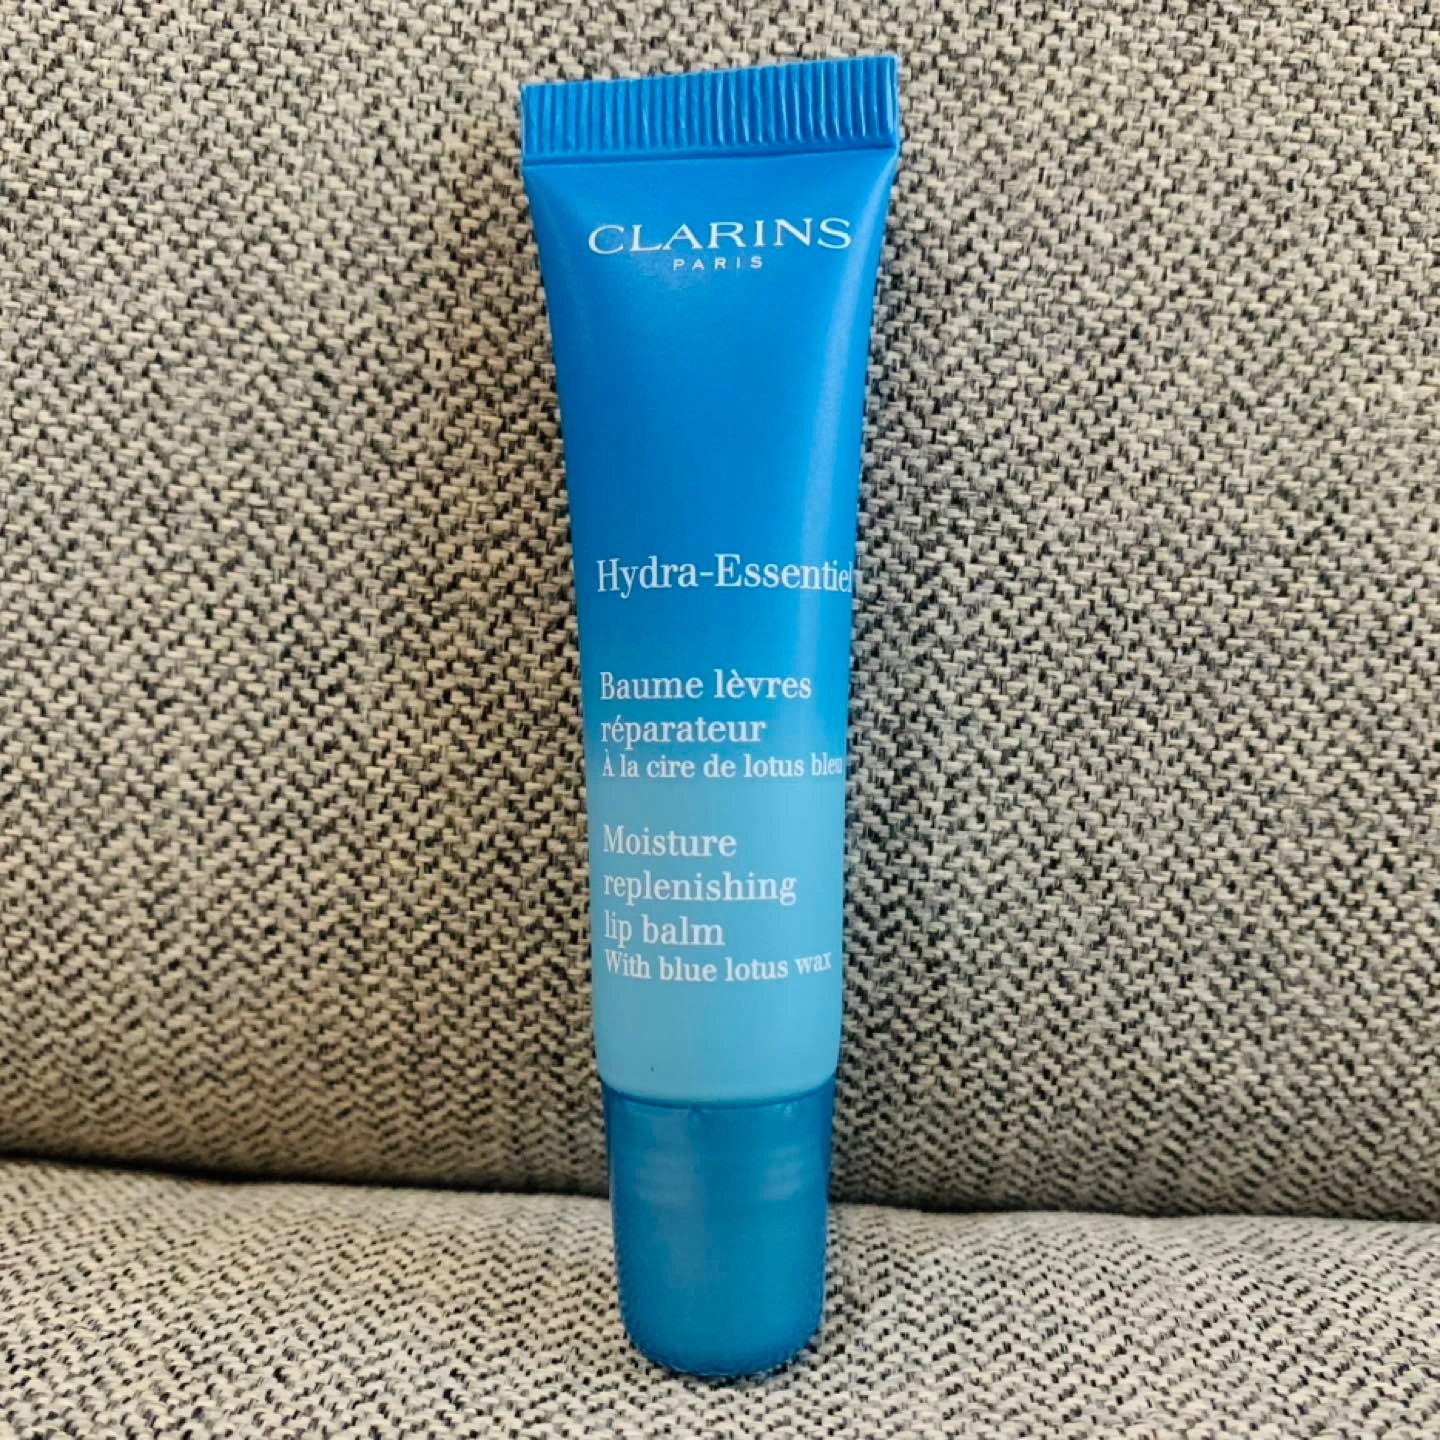 CLARINS
PARIS
Hydra-Essentiel
Baume lèvres
réparateur
À la cire de lotus bleu
Moisture
replenishing
lip balm
With blue lotus wax